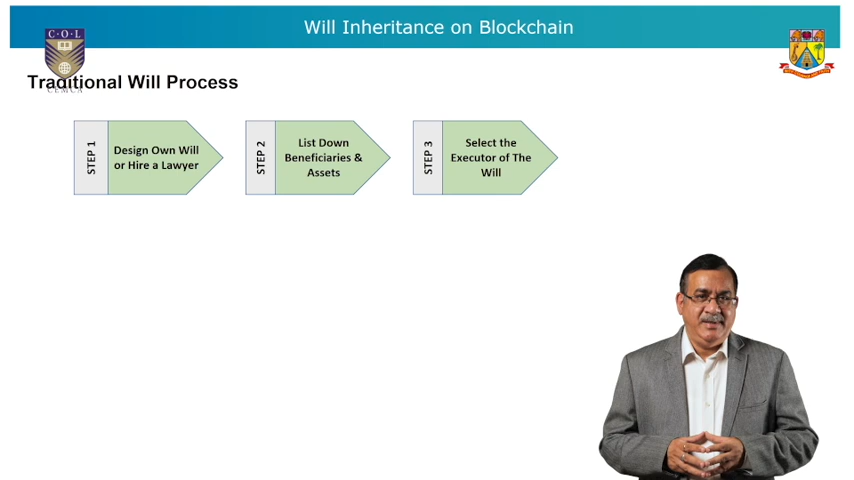 Will Inheritance on Blockchain
C·O·L
CEMCA
Traditional Will Process
STEP 1
Design Own Will
or Hire a Lawyer
STEP 2
List Down
Beneficiaries &
Assets
STEP 3
Select the
Executor of The
Will